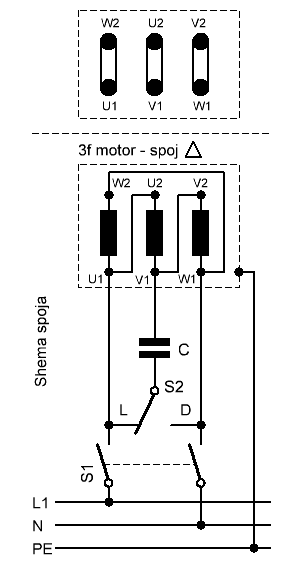 W2 U2 V2
U1 V1 W1
3f motor - spoj △
W2 U2 V2
U1 V1 W1
C
S2
L D
S1
L1
N
PE
Shema spoja